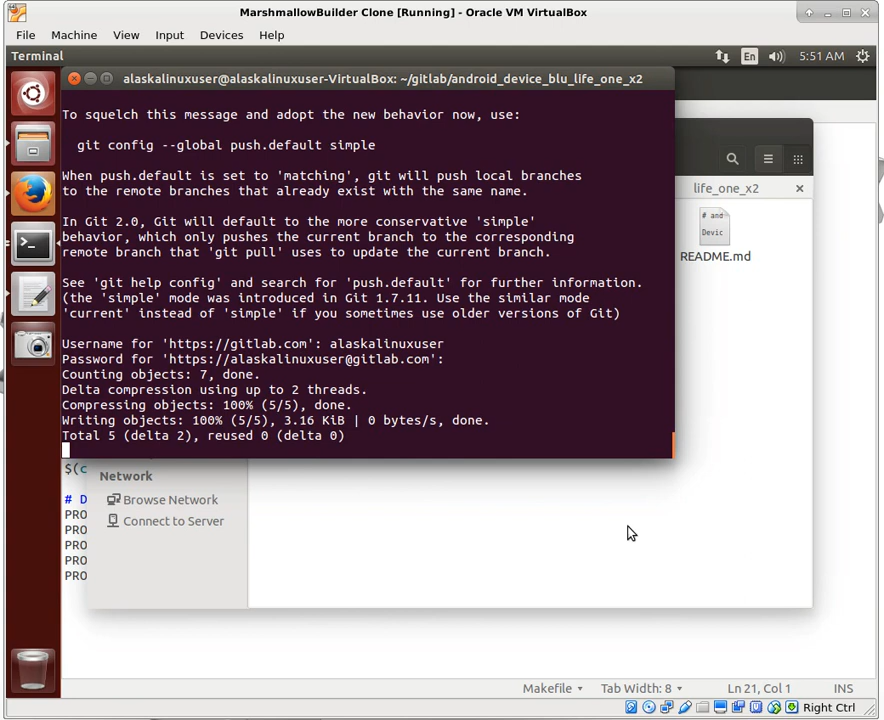 MarshmallowBuilder Clone [Running] - Oracle VM VirtualBox
File Machine View Input Devices Help
Terminal En 5:51 AM
alaskalinuxuser@alaskalinuxuser-VirtualBox: ~/gitlab/android_device_blu_life_one_x2
To squelch this message and adopt the new behavior now, use:
git config --global push.default simple
When push.default is set to 'matching', git will push local branches
to the remote branches that already exist with the same name.
In Git 2.0, Git will default to the more conservative 'simple'
behavior, which only pushes the current branch to the corresponding
remote branch that 'git pull' uses to update the current branch.
See 'git help config' and search for 'push.default' for further information.
(the 'simple' mode was introduced in Git 1.7.11. Use the similar mode
'current' instead of 'simple' if you sometimes use older versions of Git)
Username for 'https://gitlab.com': alaskalinuxuser
Password for 'https://alaskalinuxuser@gitlab.com':
Counting objects: 7, done.
Delta compression using up to 2 threads.
Compressing objects: 100% (5/5), done.
Writing objects: 100% (5/5), 3.16 KiB | 0 bytes/s, done.
Total 5 (delta 2), reused 0 (delta 0)
life_one_x2
# and
Devic
README.md
$(c
Network
# D
Browse Network
PRO
Connect to Server
PRO
PRO
PRO
PRO
Makefile Tab Width: 8 Ln 21, Col 1 INS
Right Ctrl